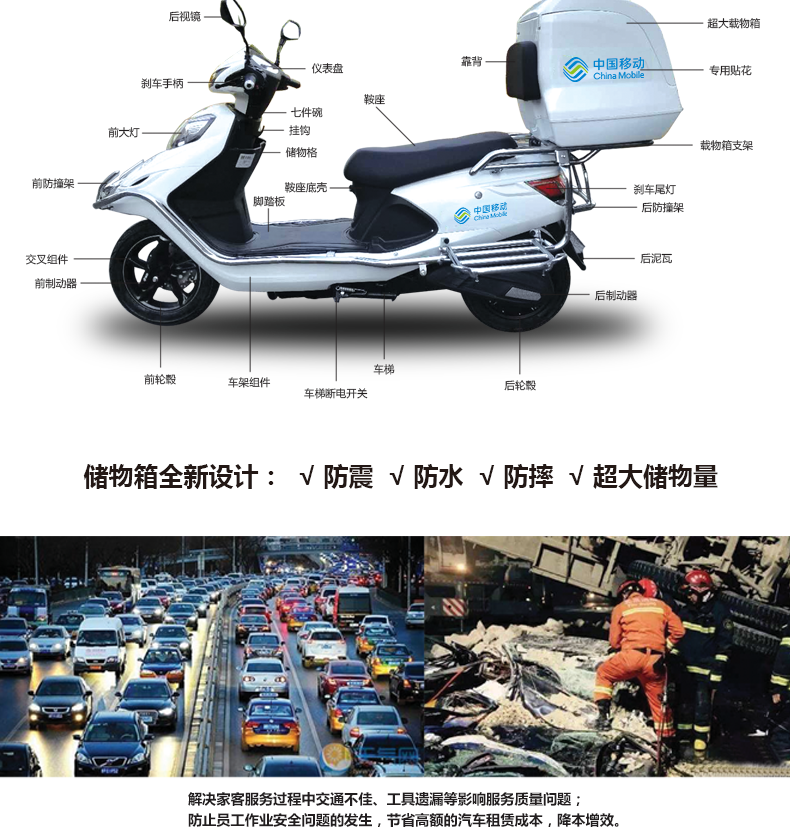 后视镜
超大载物箱
仪表盘
靠背
中国移动
China Mobile
专用贴花
刹车手柄
鞍座
七件碗
前大灯
挂钩
载物箱支架
储物格
前防撞架
鞍座底壳
刹车尾灯
脚踏板
中国移动
China Mobile
后防撞架
交叉组件
后泥瓦
前制动器
后制动器
前轮毂
车架组件
车梯
车梯断电开关
后轮毂
储物箱全新设计： √ 防震 √ 防水 √ 防摔 √ 超大储物量
解决家客服务过程中交通不佳、工具遗漏等影响服务质量问题；
防止员工作业安全问题的发生，节省高额的汽车租赁成本，降本增效。